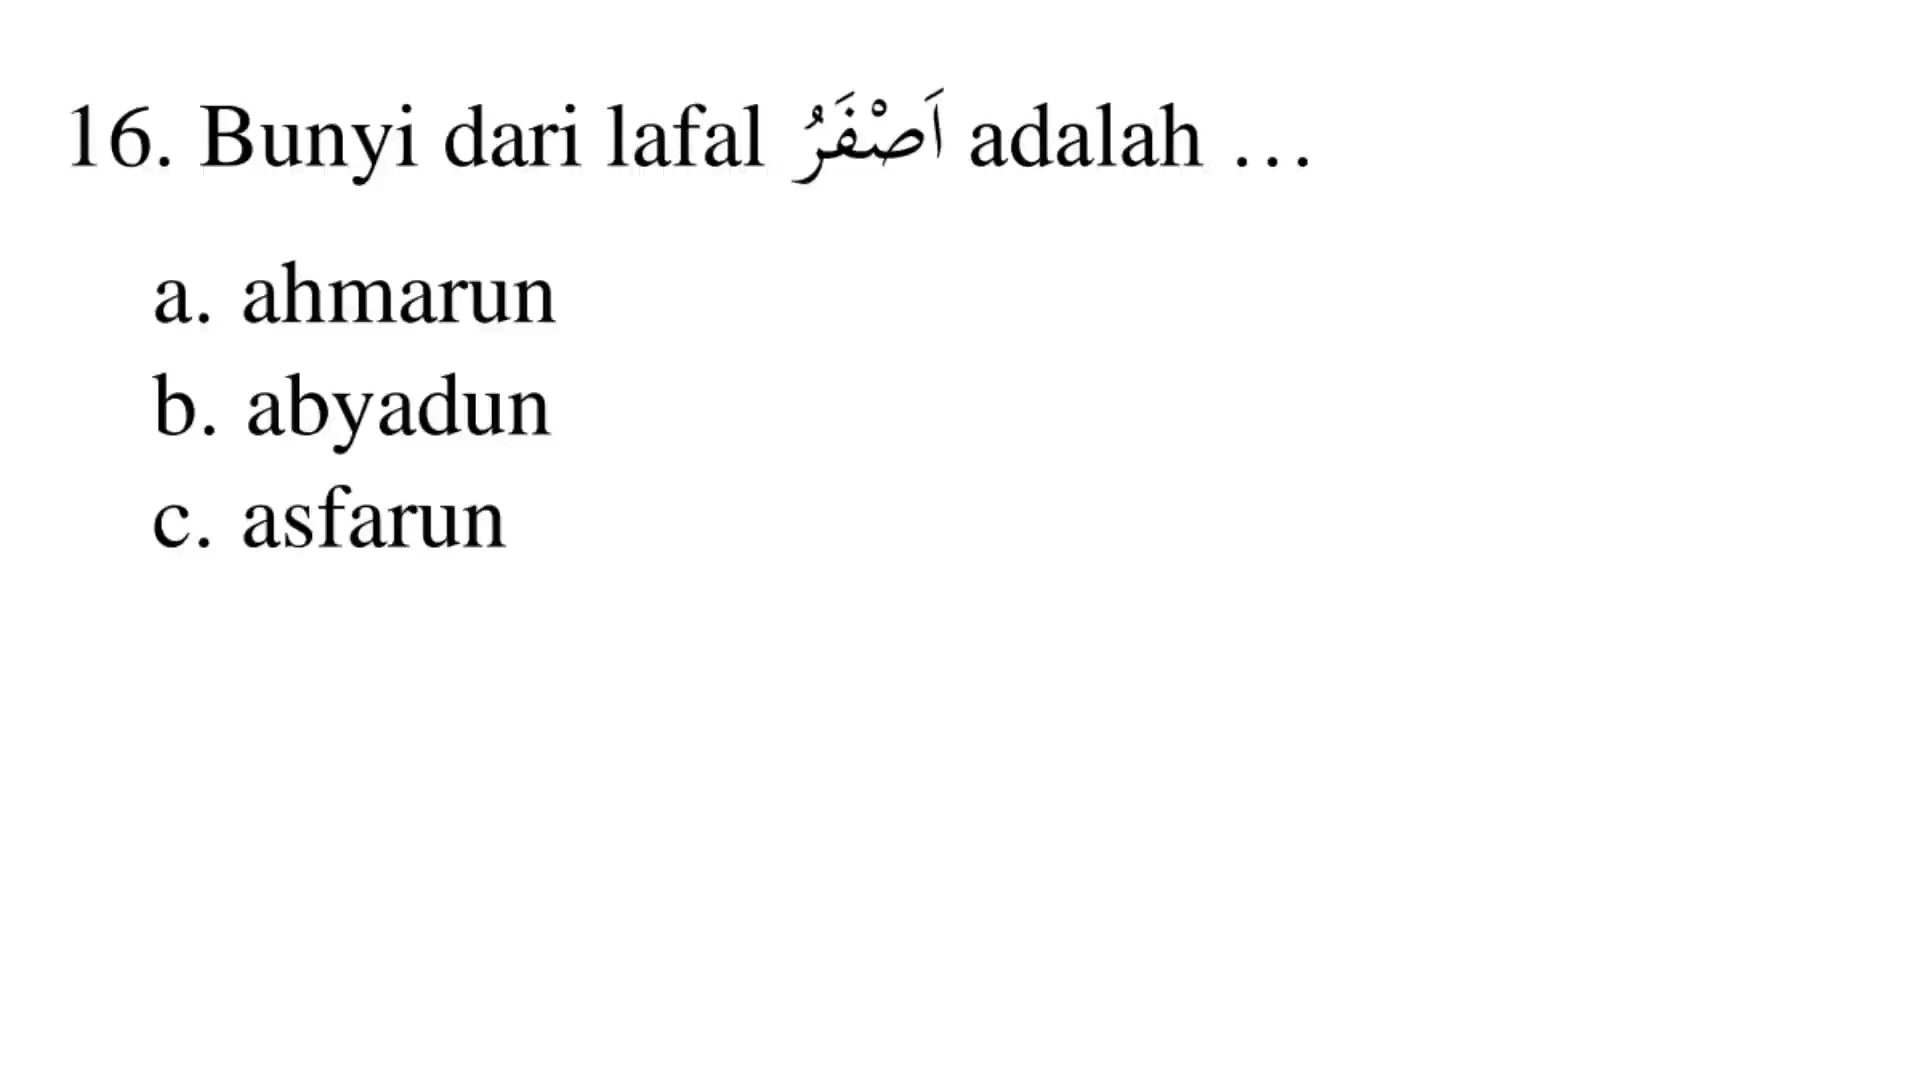 16. Bunyi dari lafal اَصْفَرُ adalah …
a. ahmarun
b. abyadun
c. asfarun